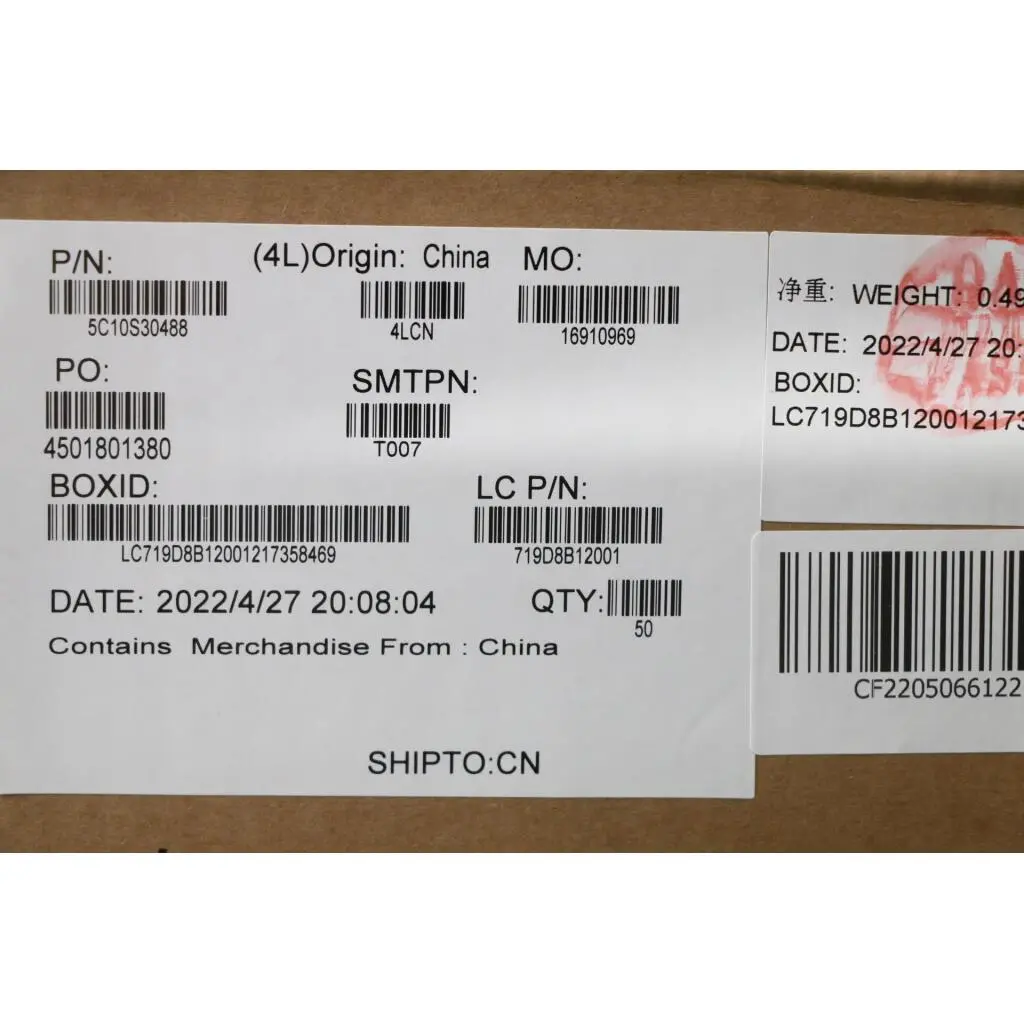 P/N: (4L)Origin: China MO:
5C10S30488 4LCN 16910969
PO: SMTPN:
4501801380 T007
BOXID: LC P/N:
LC719D8B12001217358469 719D8B12001
DATE: 2022/4/27 20:08:04 QTY:
50
Contains Merchandise From : China
SHIPTO:CN
净重: WEIGHT: 0.49
DATE: 2022/4/27 20:
BOXID:
LC719D8B1200121735
CF2205066122